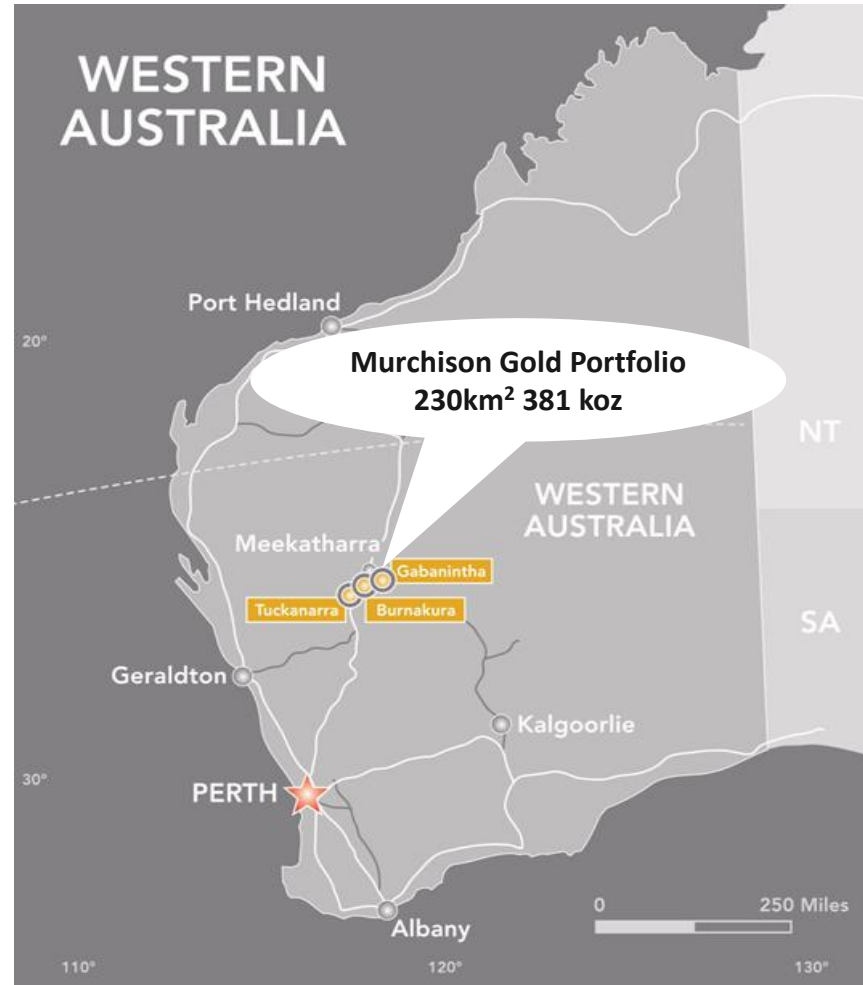 WESTERN
AUSTRALIA
Port Hedland
20°
Murchison Gold Portfolio
230km² 381 koz
NT
WESTERN
AUSTRALIA
Meekatharra
Gabanintha
Tuckanarra
Burnakura
SA
Geraldton
Kalgoorlie
30°
PERTH
0
250 Miles
Albany
110°
120°
130°